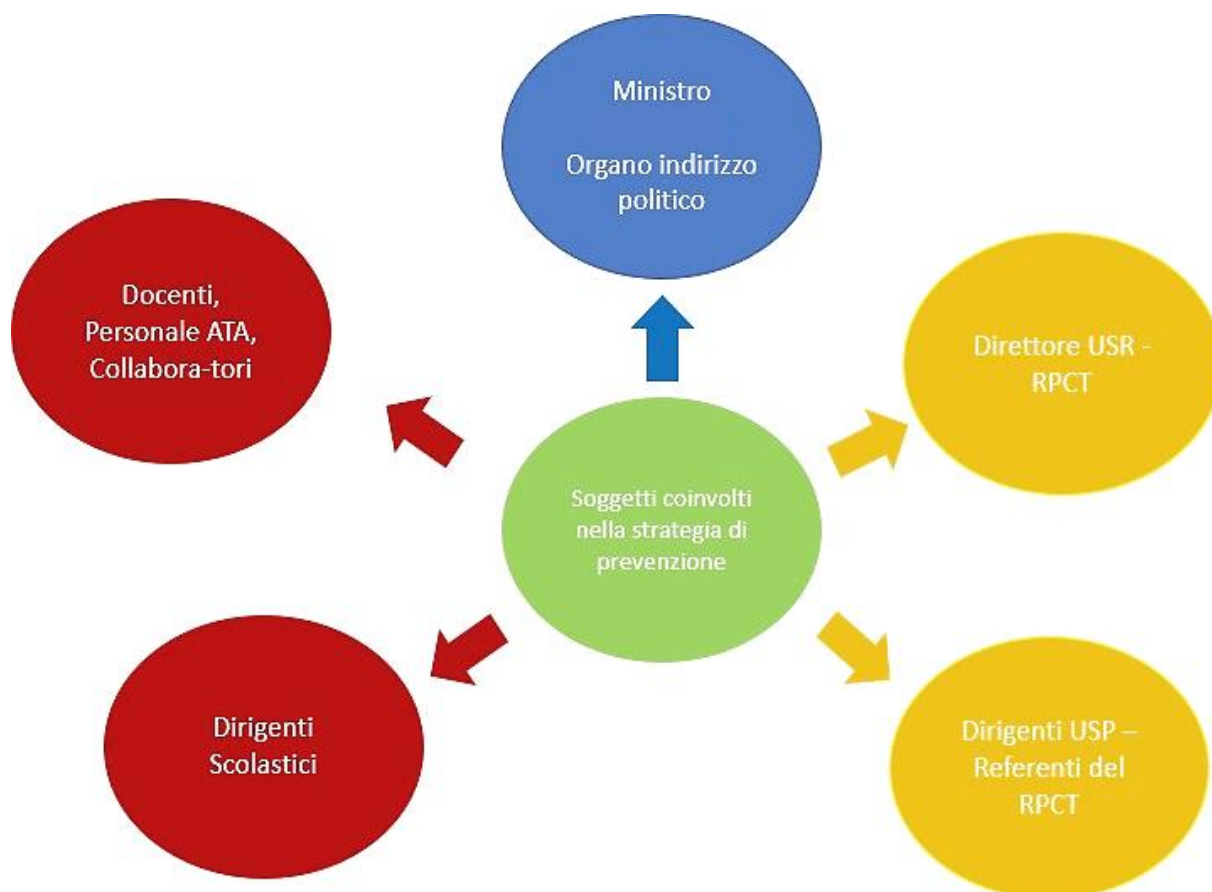 Ministro
Organo indirizzo
politico
Docenti,
Personale ATA,
Collabora-tori
Direttore USR -
RPCT
Soggetti coinvolti
nella strategia di
prevenzione
Dirigenti
Scolastici
Dirigenti USP –
Referenti del
RPCT